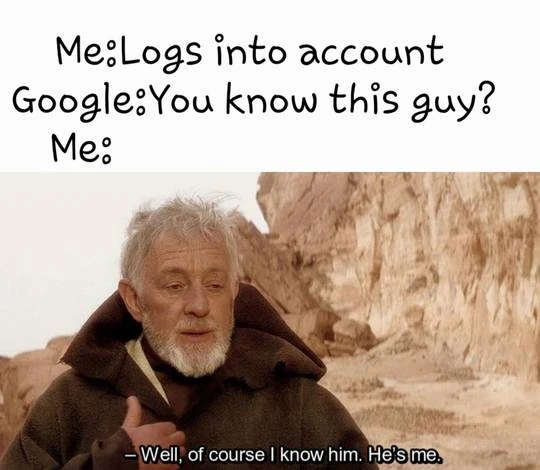 Me:Logs into account
Google:You know this guy?
Me:
– Well, of course I know him. He's me.